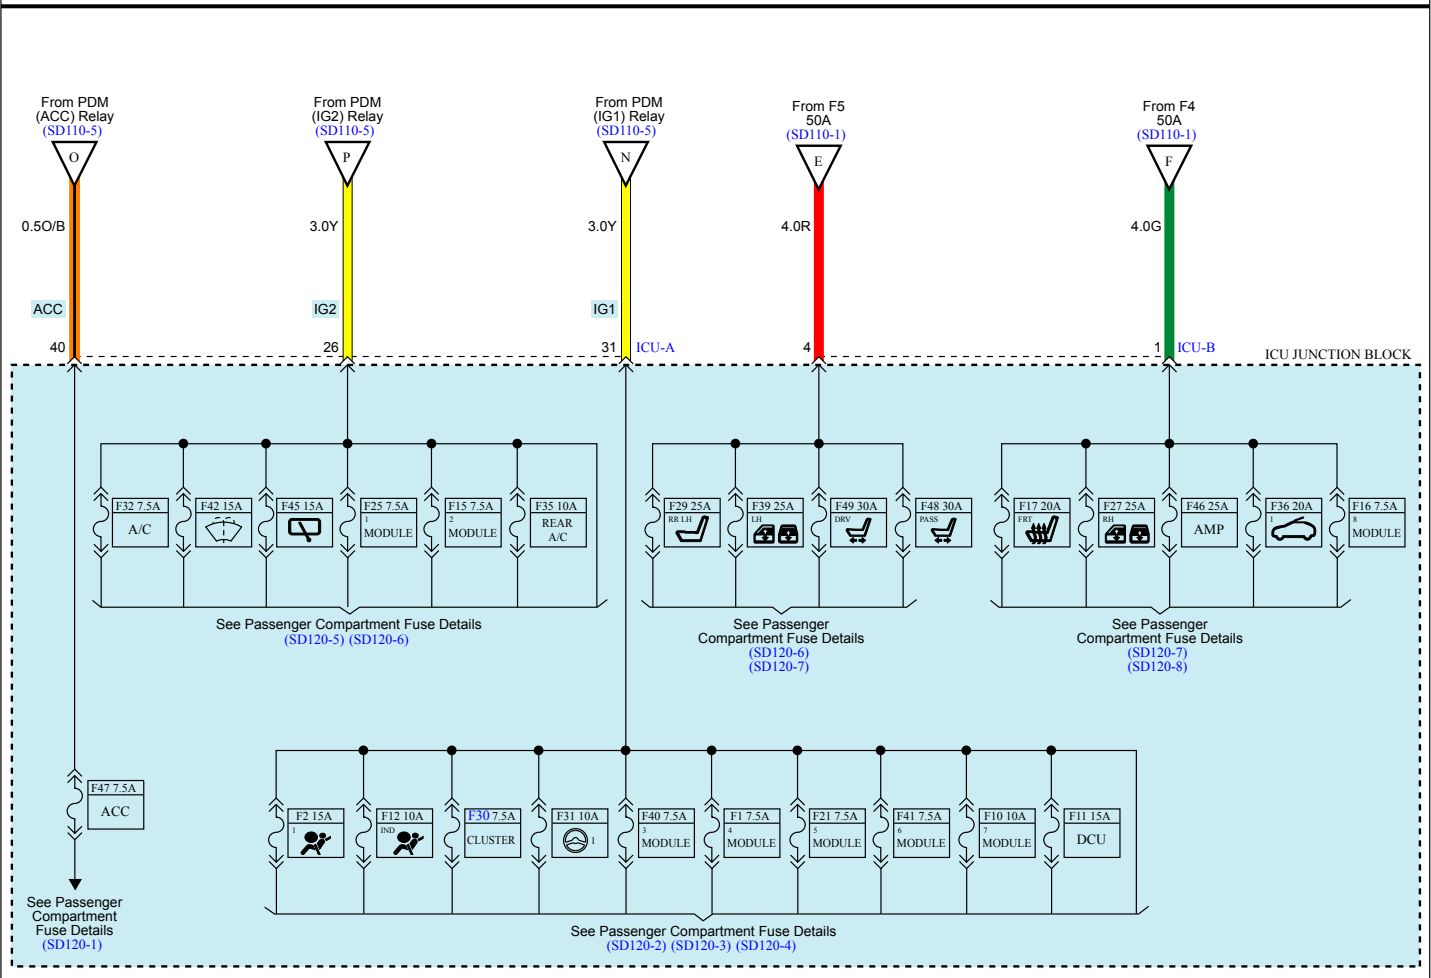 From PDM
(ACC) Relay
(SD110-5)
O
0.5O/B
ACC
40
From PDM
(IG2) Relay
(SD110-5)
P
3.0Y
IG2
26
From PDM
(IG1) Relay
(SD110-5)
N
3.0Y
IG1
31
ICU-A
From F5
50A
(SD110-1)
E
4.0R
4
From F4
50A
(SD110-1)
F
4.0G
1
ICU-B
ICU JUNCTION BLOCK
F32 7.5A
A/C
F42 15A
F45 15A
F25 7.5A
1
MODULE
F15 7.5A
2
MODULE
F35 10A
REAR
A/C
See Passenger Compartment Fuse Details
(SD120-5) (SD120-6)
F29 25A
RR LH
F39 25A
LH
F49 30A
DRV
F48 30A
PASS
See Passenger
Compartment Fuse Details
(SD120-6)
(SD120-7)
F17 20A
FRT
F27 25A
RH
F46 25A
AMP
F36 20A
1
F16 7.5A
8
MODULE
See Passenger
Compartment Fuse Details
(SD120-7)
(SD120-8)
F47 7.5A
ACC
See Passenger
Compartment
Fuse Details
(SD120-1)
F2 15A
1
F12 10A
IND
F30 7.5A
CLUSTER
F31 10A
1
F40 7.5A
3
MODULE
F1 7.5A
4
MODULE
F21 7.5A
5
MODULE
F41 7.5A
6
MODULE
F10 10A
7
MODULE
F11 15A
DCU
See Passenger Compartment Fuse Details
(SD120-2) (SD120-3) (SD120-4)